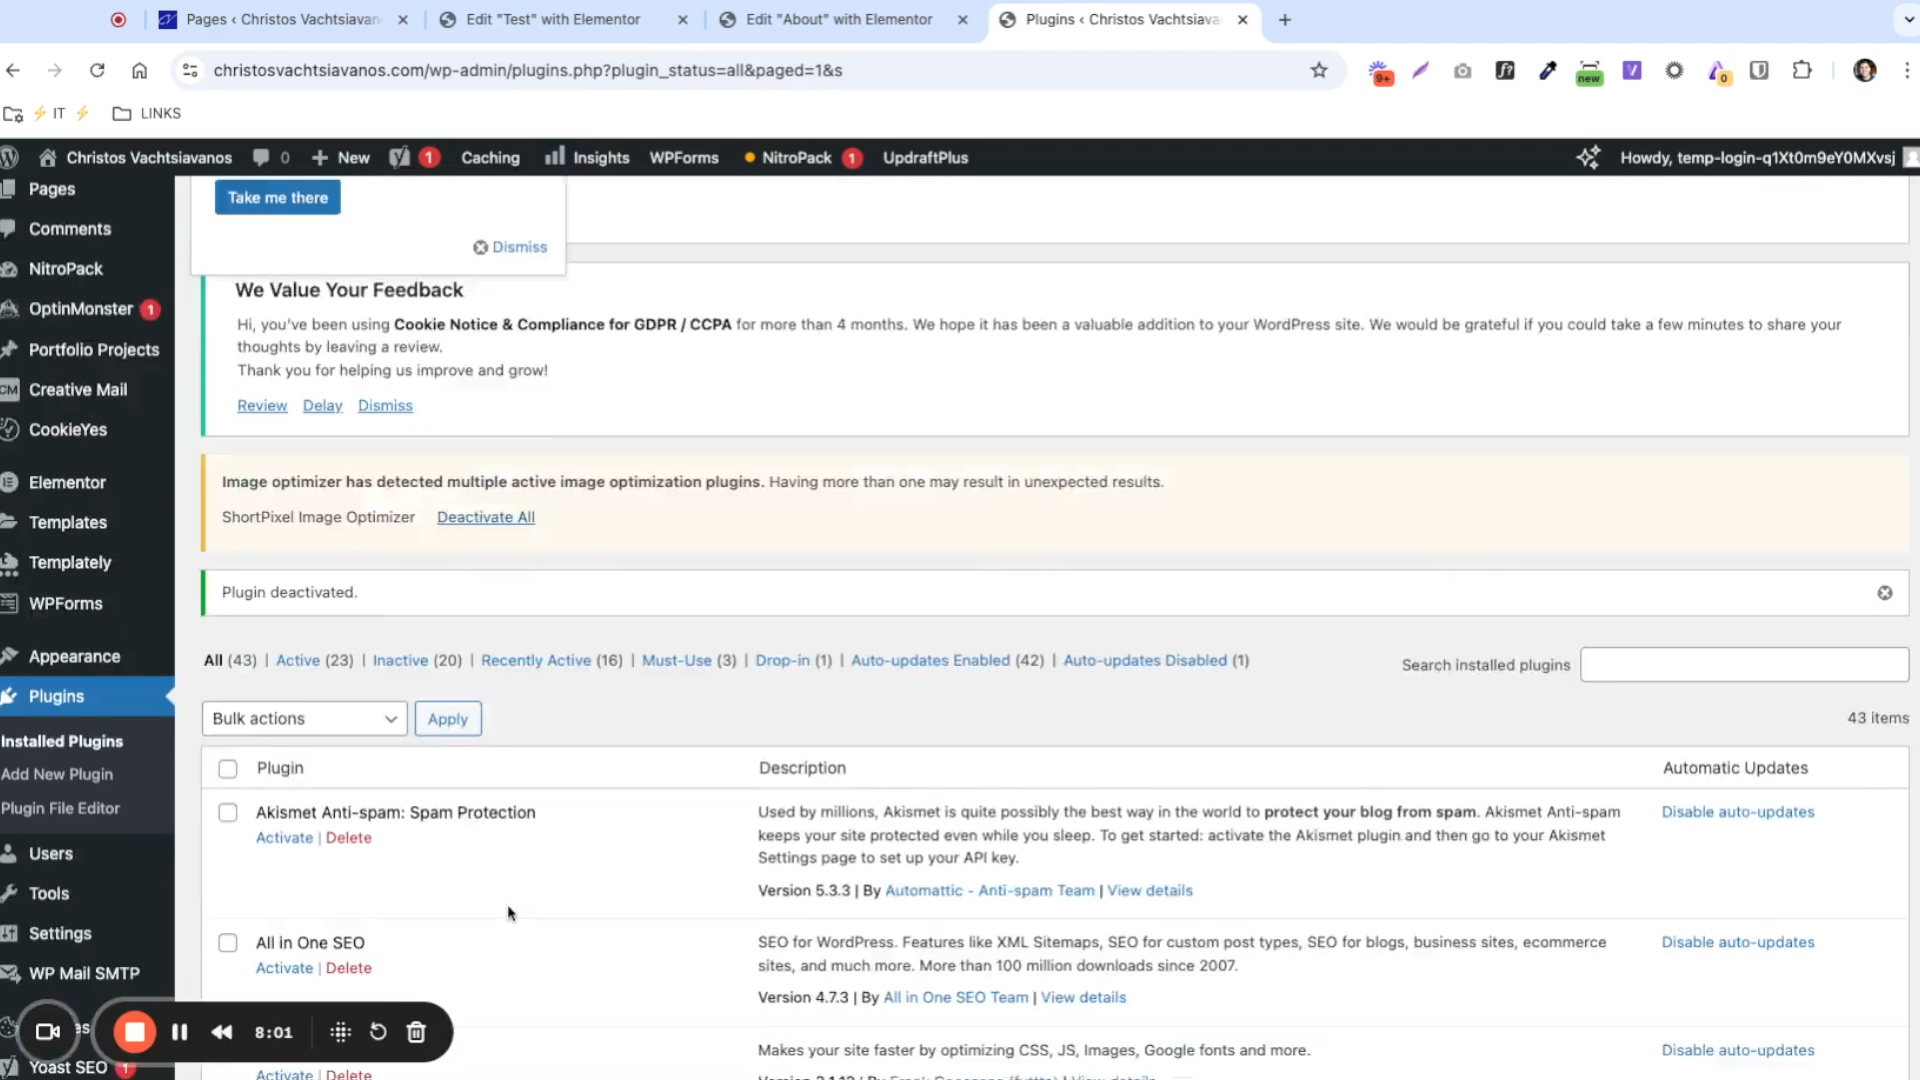 Pages ‹ Christos Vachtsiavan
Edit "Test" with Elementor
Edit "About" with Elementor
Plugins ‹ Christos Vachtsiava
christosvachtsiavanos.com/wp-admin/plugins.php?plugin_status=all&paged=1&s
9+
f?
new
V
0
IT
LINKS
Christos Vachtsiavanos
0
New
1
Caching
Insights
WPForms
NitroPack
1
UpdraftPlus
Howdy, temp-login-q1Xt0m9eY0MXvsj
Pages
Comments
NitroPack
OptinMonster 1
Portfolio Projects
CM Creative Mail
CookieYes
Elementor
Templates
Templately
WPForms
Appearance
Plugins
Installed Plugins
Add New Plugin
Plugin File Editor
Users
Tools
Settings
WP Mail SMTP
es
Yoast SEO 1
Take me there
Dismiss
We Value Your Feedback
Hi, you've been using Cookie Notice & Compliance for GDPR / CCPA for more than 4 months. We hope it has been a valuable addition to your WordPress site. We would be grateful if you could take a few minutes to share your
thoughts by leaving a review.
Thank you for helping us improve and grow!
Review Delay Dismiss
Image optimizer has detected multiple active image optimization plugins. Having more than one may result in unexpected results.
ShortPixel Image Optimizer Deactivate All
Plugin deactivated.
All (43) | Active (23) | Inactive (20) | Recently Active (16) | Must-Use (3) | Drop-in (1) | Auto-updates Enabled (42) | Auto-updates Disabled (1)
Search installed plugins
Bulk actions
Apply
43 items
Plugin
Description
Automatic Updates
Akismet Anti-spam: Spam Protection
Activate | Delete
Used by millions, Akismet is quite possibly the best way in the world to protect your blog from spam. Akismet Anti-spam
keeps your site protected even while you sleep. To get started: activate the Akismet plugin and then go to your Akismet
Settings page to set up your API key.
Version 5.3.3 | By Automattic - Anti-spam Team | View details
Disable auto-updates
All in One SEO
Activate | Delete
SEO for WordPress. Features like XML Sitemaps, SEO for custom post types, SEO for blogs, business sites, ecommerce
sites, and much more. More than 100 million downloads since 2007.
Version 4.7.3 | By All in One SEO Team | View details
Disable auto-updates
Makes your site faster by optimizing CSS, JS, Images, Google fonts and more.
Disable auto-updates
Activate | Delete
8:01